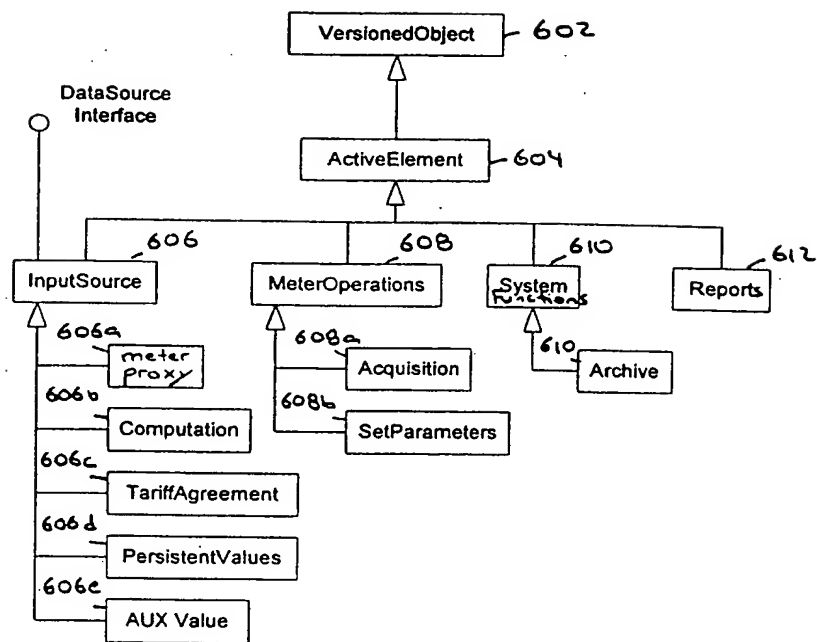 VersionedObject
602
DataSource
Interface
ActiveElement
604
606
608
610
612
InputSource
MeterOperations
System
Functions
Reports
606a
meter
proxy
608a
Acquisition
610
Archive
606b
Computation
608b
SetParameters
606c
TariffAgreement
606d
PersistentValues
606e
AUX Value